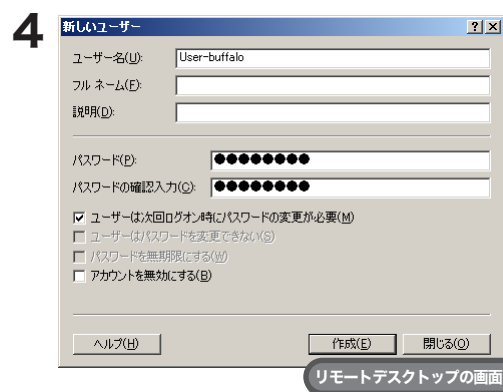 4
新しいユーザー
ユーザー名(U):
User-buffalo
フル ネーム(F):
説明(D):
パスワード(P):
●●●●●●●●
パスワードの確認入力(C):
●●●●●●●●
ユーザーは次回ログオン時にパスワードの変更が必要(M)
ユーザーはパスワードを変更できない(S)
パスワードを無期限にする(W)
アカウントを無効にする(B)
ヘルプ(H)
作成(E)
閉じる(O)
リモートデスクトップの画面